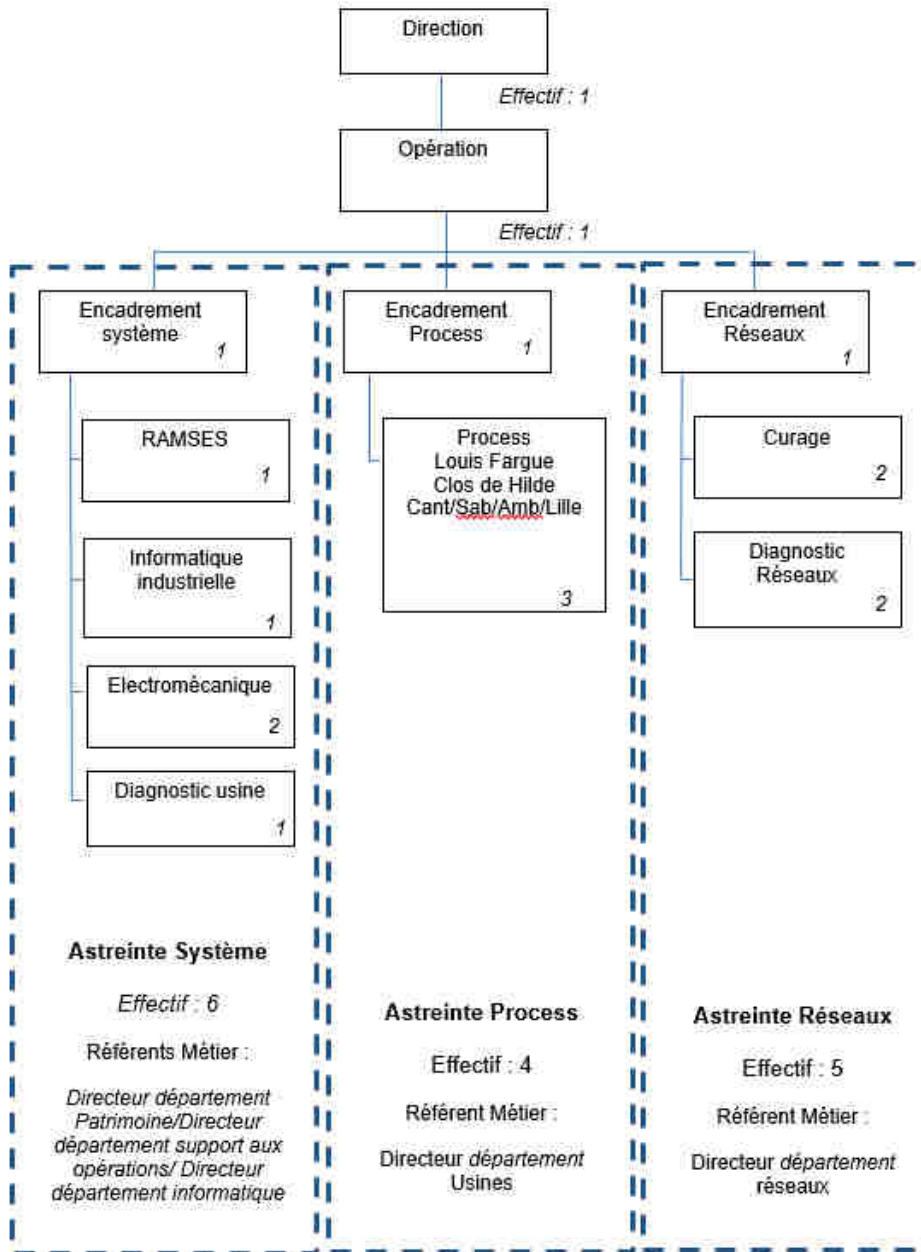 Direction
Effectif : 1
Opération
Effectif : 1
Encadrement
système
1
RAMSES
1
Informatique
industrielle
1
Electromécanique
2
Diagnostic usine
1
Astreinte Système
Effectif : 6
Référents Métier :
Directeur département
Patrimoine/Directeur
département support aux
opérations/ Directeur
département informatique
Encadrement
Process
1
Process
Louis Fargue
Clos de Hilde
Cant/Sab/Amb/Lille
3
Astreinte Process
Effectif : 4
Référent Métier :
Directeur département
Usines
Encadrement
Réseaux
1
Curage
2
Diagnostic
Réseaux
2
Astreinte Réseaux
Effectif : 5
Référent Métier :
Directeur département
réseaux